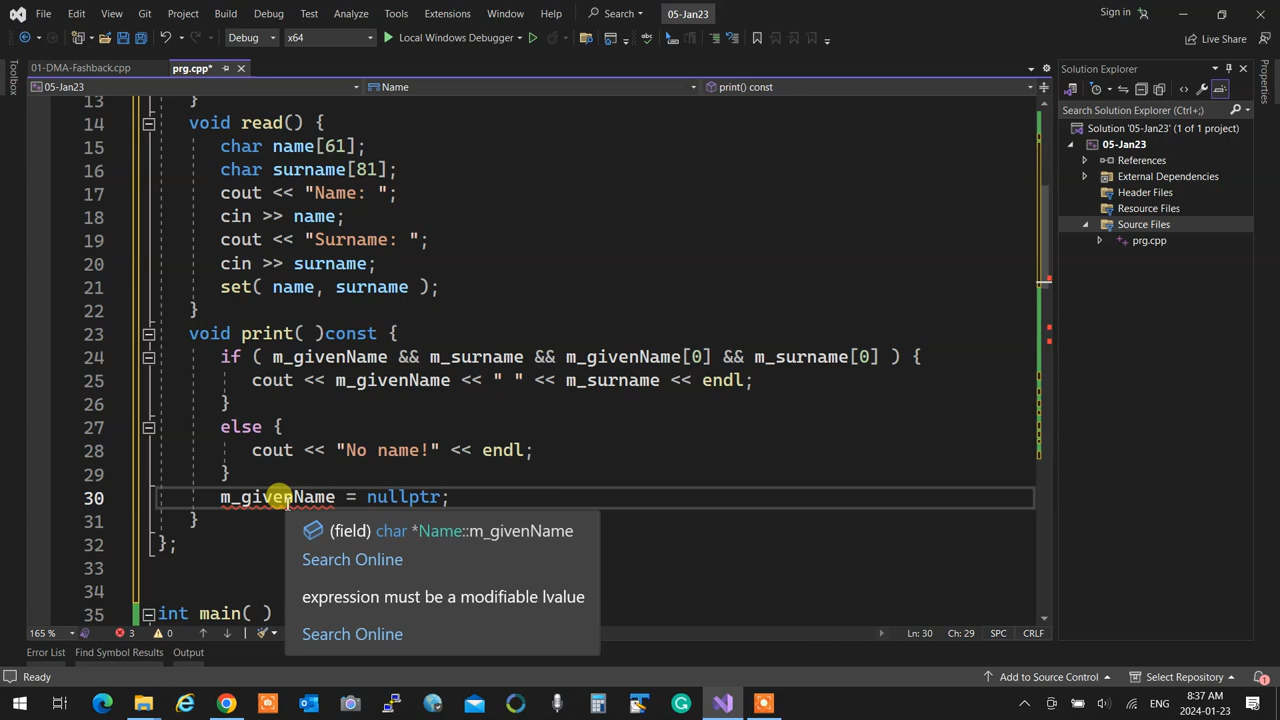 File Edit View Git Project Build Debug Test Analyze Tools Extensions Window Help Search 05-Jan23 Sign in
Debug x64 Local Windows Debugger Live Share
01-DMA-Fashback.cpp prg.cpp*
05-Jan23 Name print() const
13 }
14 void read() {
15 char name[61];
16 char surname[81];
17 cout << "Name: ";
18 cin >> name;
19 cout << "Surname: ";
20 cin >> surname;
21 set( name, surname );
22 }
23 void print( )const {
24 if ( m_givenName && m_surname && m_givenName[0] && m_surname[0] ) {
25 cout << m_givenName << " " << m_surname << endl;
26 }
27 else {
28 cout << "No name!" << endl;
29 }
30 m_givenName = nullptr;
31 }
32 };
33
34
35 int main( )
(field) char *Name::m_givenName
Search Online
expression must be a modifiable lvalue
Search Online
Toolbox
Properties
Solution Explorer
Search Solution Explorer (Ctrl+;)
Solution '05-Jan23' (1 of 1 project)
05-Jan23
References
External Dependencies
Header Files
Resource Files
Source Files
prg.cpp
165 % 3 0 Ln: 30 Ch: 29 SPC CRLF
Error List Find Symbol Results Output
Ready Add to Source Control Select Repository 1
ENG 8:37 AM 2024-01-23